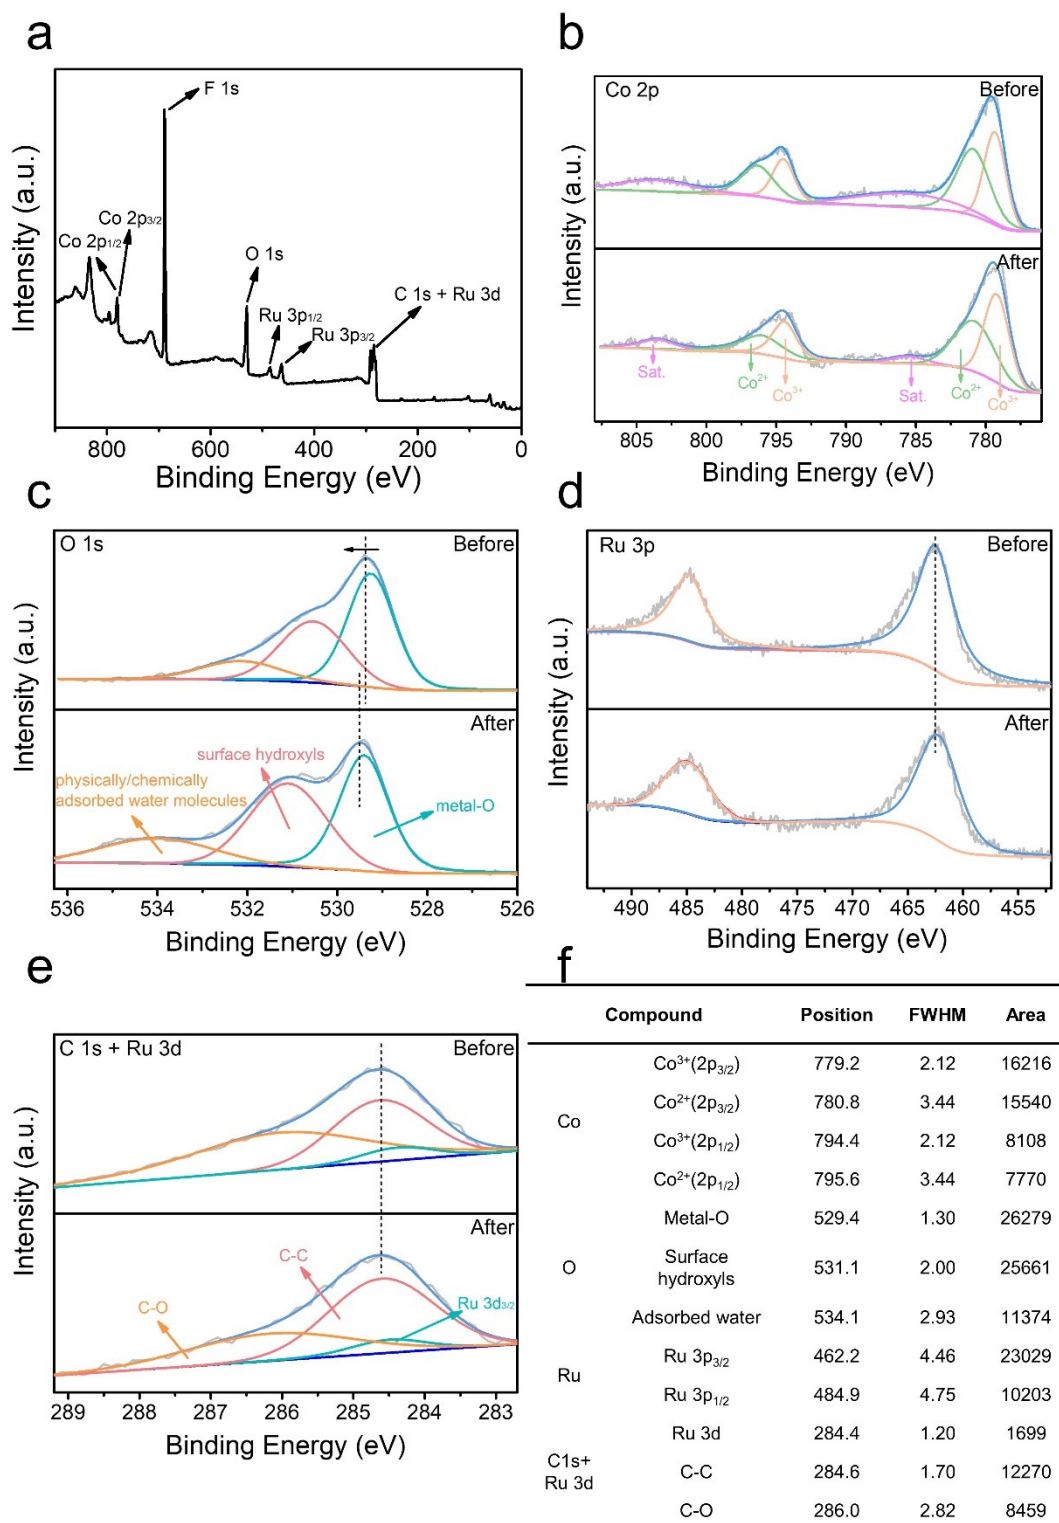 a
F 1s
Co 2p3/2
Co 2p1/2
O 1s
C 1s + Ru 3d
Ru 3p1/2
Ru 3p3/2
Intensity (a.u.)
800 600 400 200 0
Binding Energy (eV)
b
Co 2p
Before
After
Sat.
Co²⁺
Co³⁺
Sat.
Co²⁺
Co³⁺
Intensity (a.u.)
805 800 795 790 785 780
Binding Energy (eV)
c
O 1s
Before
After
surface hydroxyls
physically/chemically
adsorbed water molecules
metal-O
Intensity (a.u.)
536 534 532 530 528 526
Binding Energy (eV)
d
Ru 3p
Before
After
Intensity (a.u.)
490 485 480 475 470 465 460 455
Binding Energy (eV)
e
C 1s + Ru 3d
Before
After
C-C
C-O
Ru 3d3/2
Intensity (a.u.)
289 288 287 286 285 284 283
Binding Energy (eV)
f
Compound Position FWHM Area
Co
Co³⁺(2p3/2) 779.2 2.12 16216
Co²⁺(2p3/2) 780.8 3.44 15540
Co³⁺(2p1/2) 794.4 2.12 8108
Co²⁺(2p1/2) 795.6 3.44 7770
O
Metal-O 529.4 1.30 26279
Surface
hydroxyls 531.1 2.00 25661
Adsorbed water 534.1 2.93 11374
Ru
Ru 3p3/2 462.2 4.46 23029
Ru 3p1/2 484.9 4.75 10203
C1s+
Ru 3d
Ru 3d 284.4 1.20 1699
C-C 284.6 1.70 12270
C-O 286.0 2.82 8459